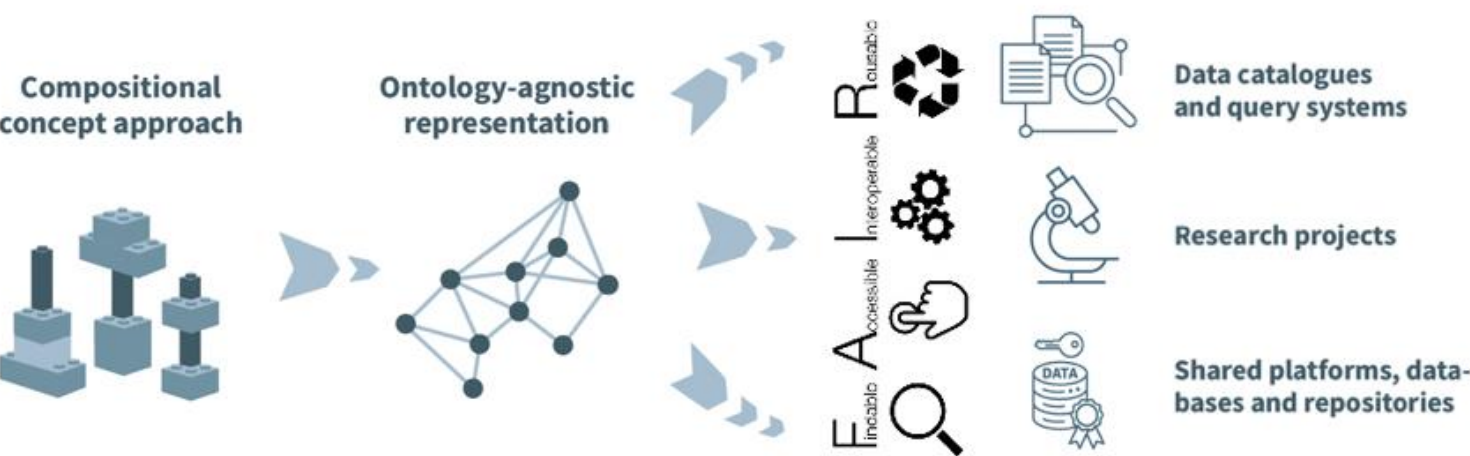 Compositional
concept approach
Ontology-agnostic
representation
Reusable
Interoperable
Accessible
Findable
DATA
Data catalogues
and query systems
Research projects
Shared platforms, data-
bases and repositories